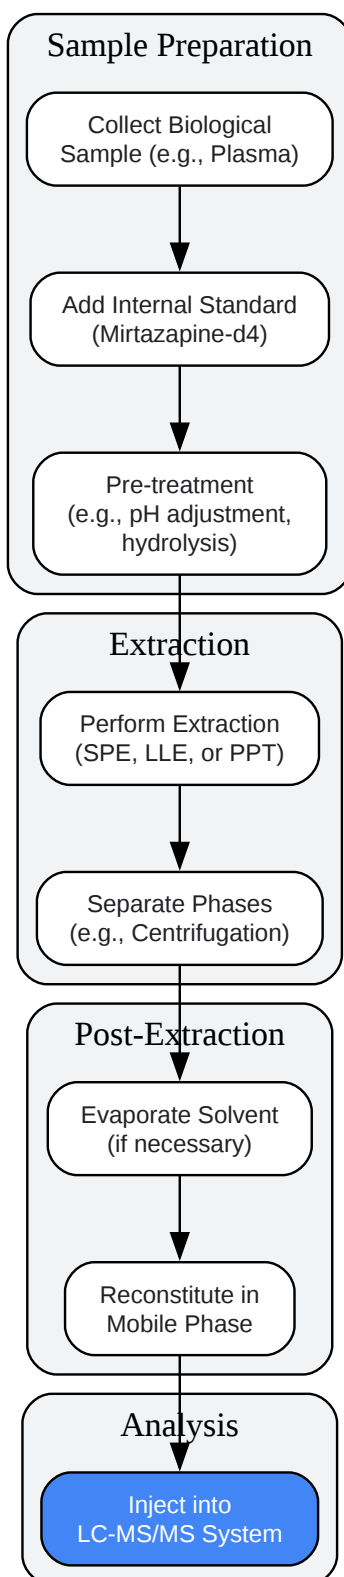 Sample Preparation
Collect Biological
Sample (e.g., Plasma)
Add Internal Standard
(Mirtazapine-d4)
Pre-treatment
(e.g., pH adjustment,
hydrolysis)
Extraction
Perform Extraction
(SPE, LLE, or PPT)
Separate Phases
(e.g., Centrifugation)
Post-Extraction
Evaporate Solvent
(if necessary)
Reconstitute in
Mobile Phase
Analysis
Inject into
LC-MS/MS System